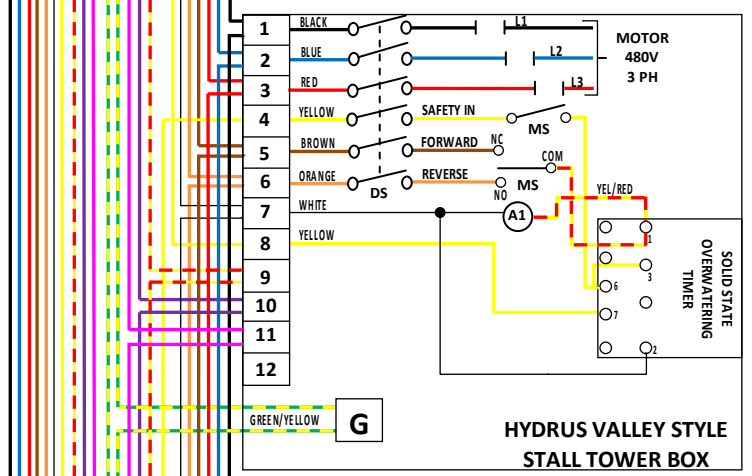 1 BLACK L1
MOTOR
480V
3 PH
2 BLUE L2
3 RED L3
4 YELLOW SAFETY IN MS
5 BROWN FORWARD NC
COM
6 ORANGE DS REVERSE NO MS
YEL/RED
7 WHITE A1
8 YELLOW
1
3
6
7
2
SOLID STATE
OVERWATERING
TIMER
9
10
11
12
GREEN/YELLOW G
HYDRUS VALLEY STYLE
STALL TOWER BOX